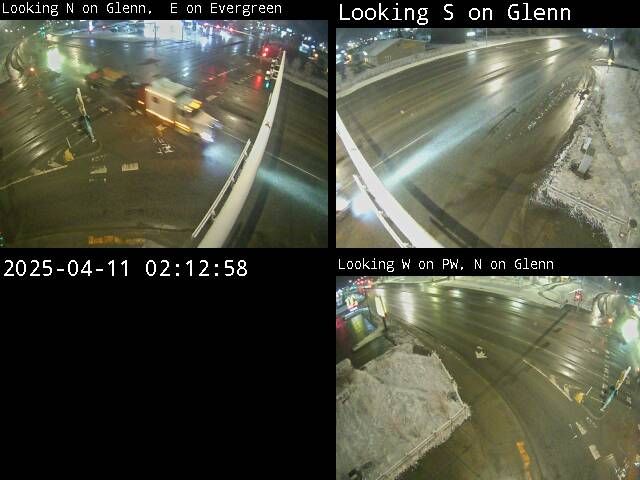 Looking N on Glenn, E on Evergreen
Looking S on Glenn
2025-04-11 02:12:58
Looking W on PW, N on Glenn